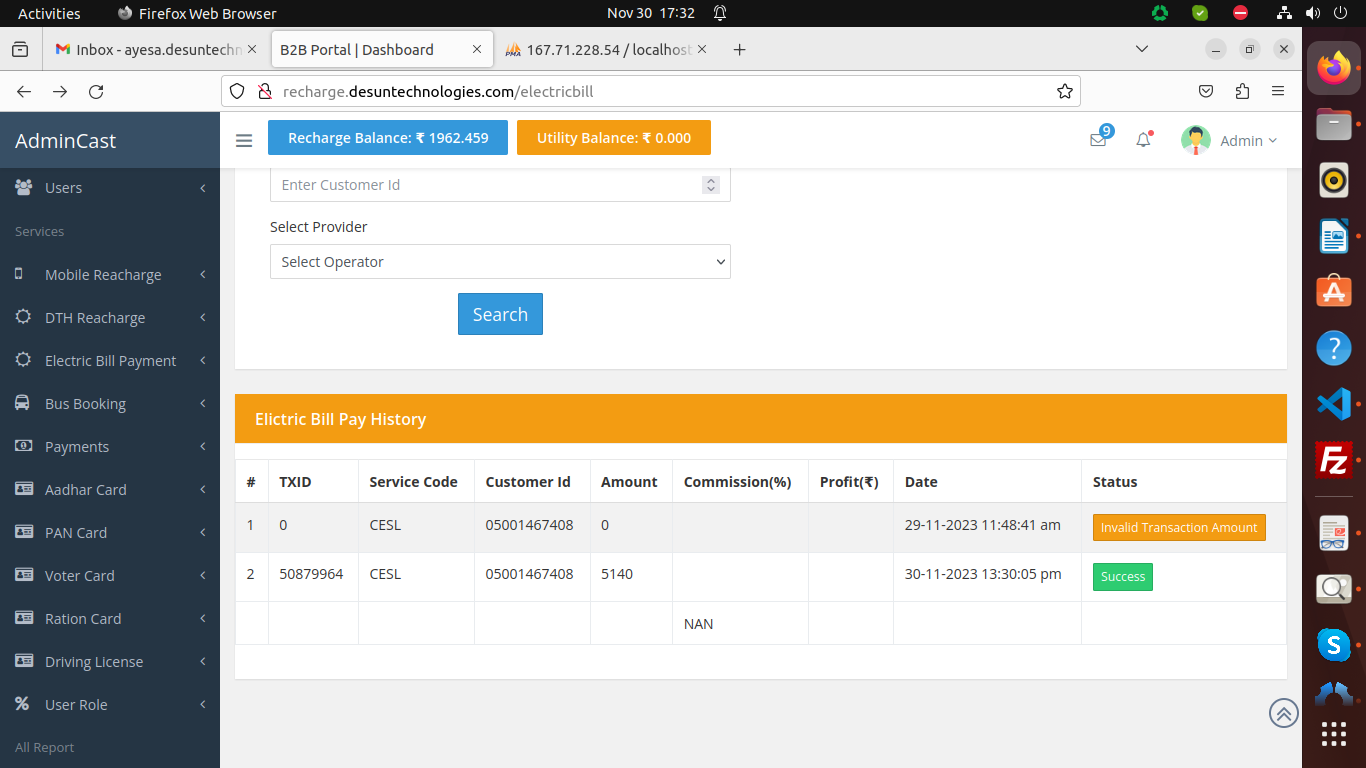 Activities
Firefox Web Browser
Nov 30 17:32
Inbox - ayesa.desuntechn
B2B Portal | Dashboard
PMA
167.71.228.54 / localhost
recharge.desuntechnologies.com/electricbill
AdminCast
Recharge Balance: ₹ 1962.459
Utility Balance: ₹ 0.000
9
Admin
Users
Services
Mobile Reacharge
DTH Reacharge
Electric Bill Payment
Bus Booking
Payments
Aadhar Card
PAN Card
Voter Card
Ration Card
Driving License
User Role
All Report
Enter Customer Id
Select Provider
Select Operator
Search
Elictric Bill Pay History
# TXID Service Code Customer Id Amount Commission(%) Profit(₹) Date Status
1 0 CESL 05001467408 0 29-11-2023 11:48:41 am Invalid Transaction Amount
2 50879964 CESL 05001467408 5140 30-11-2023 13:30:05 pm Success
NAN
A
?
Fz
S